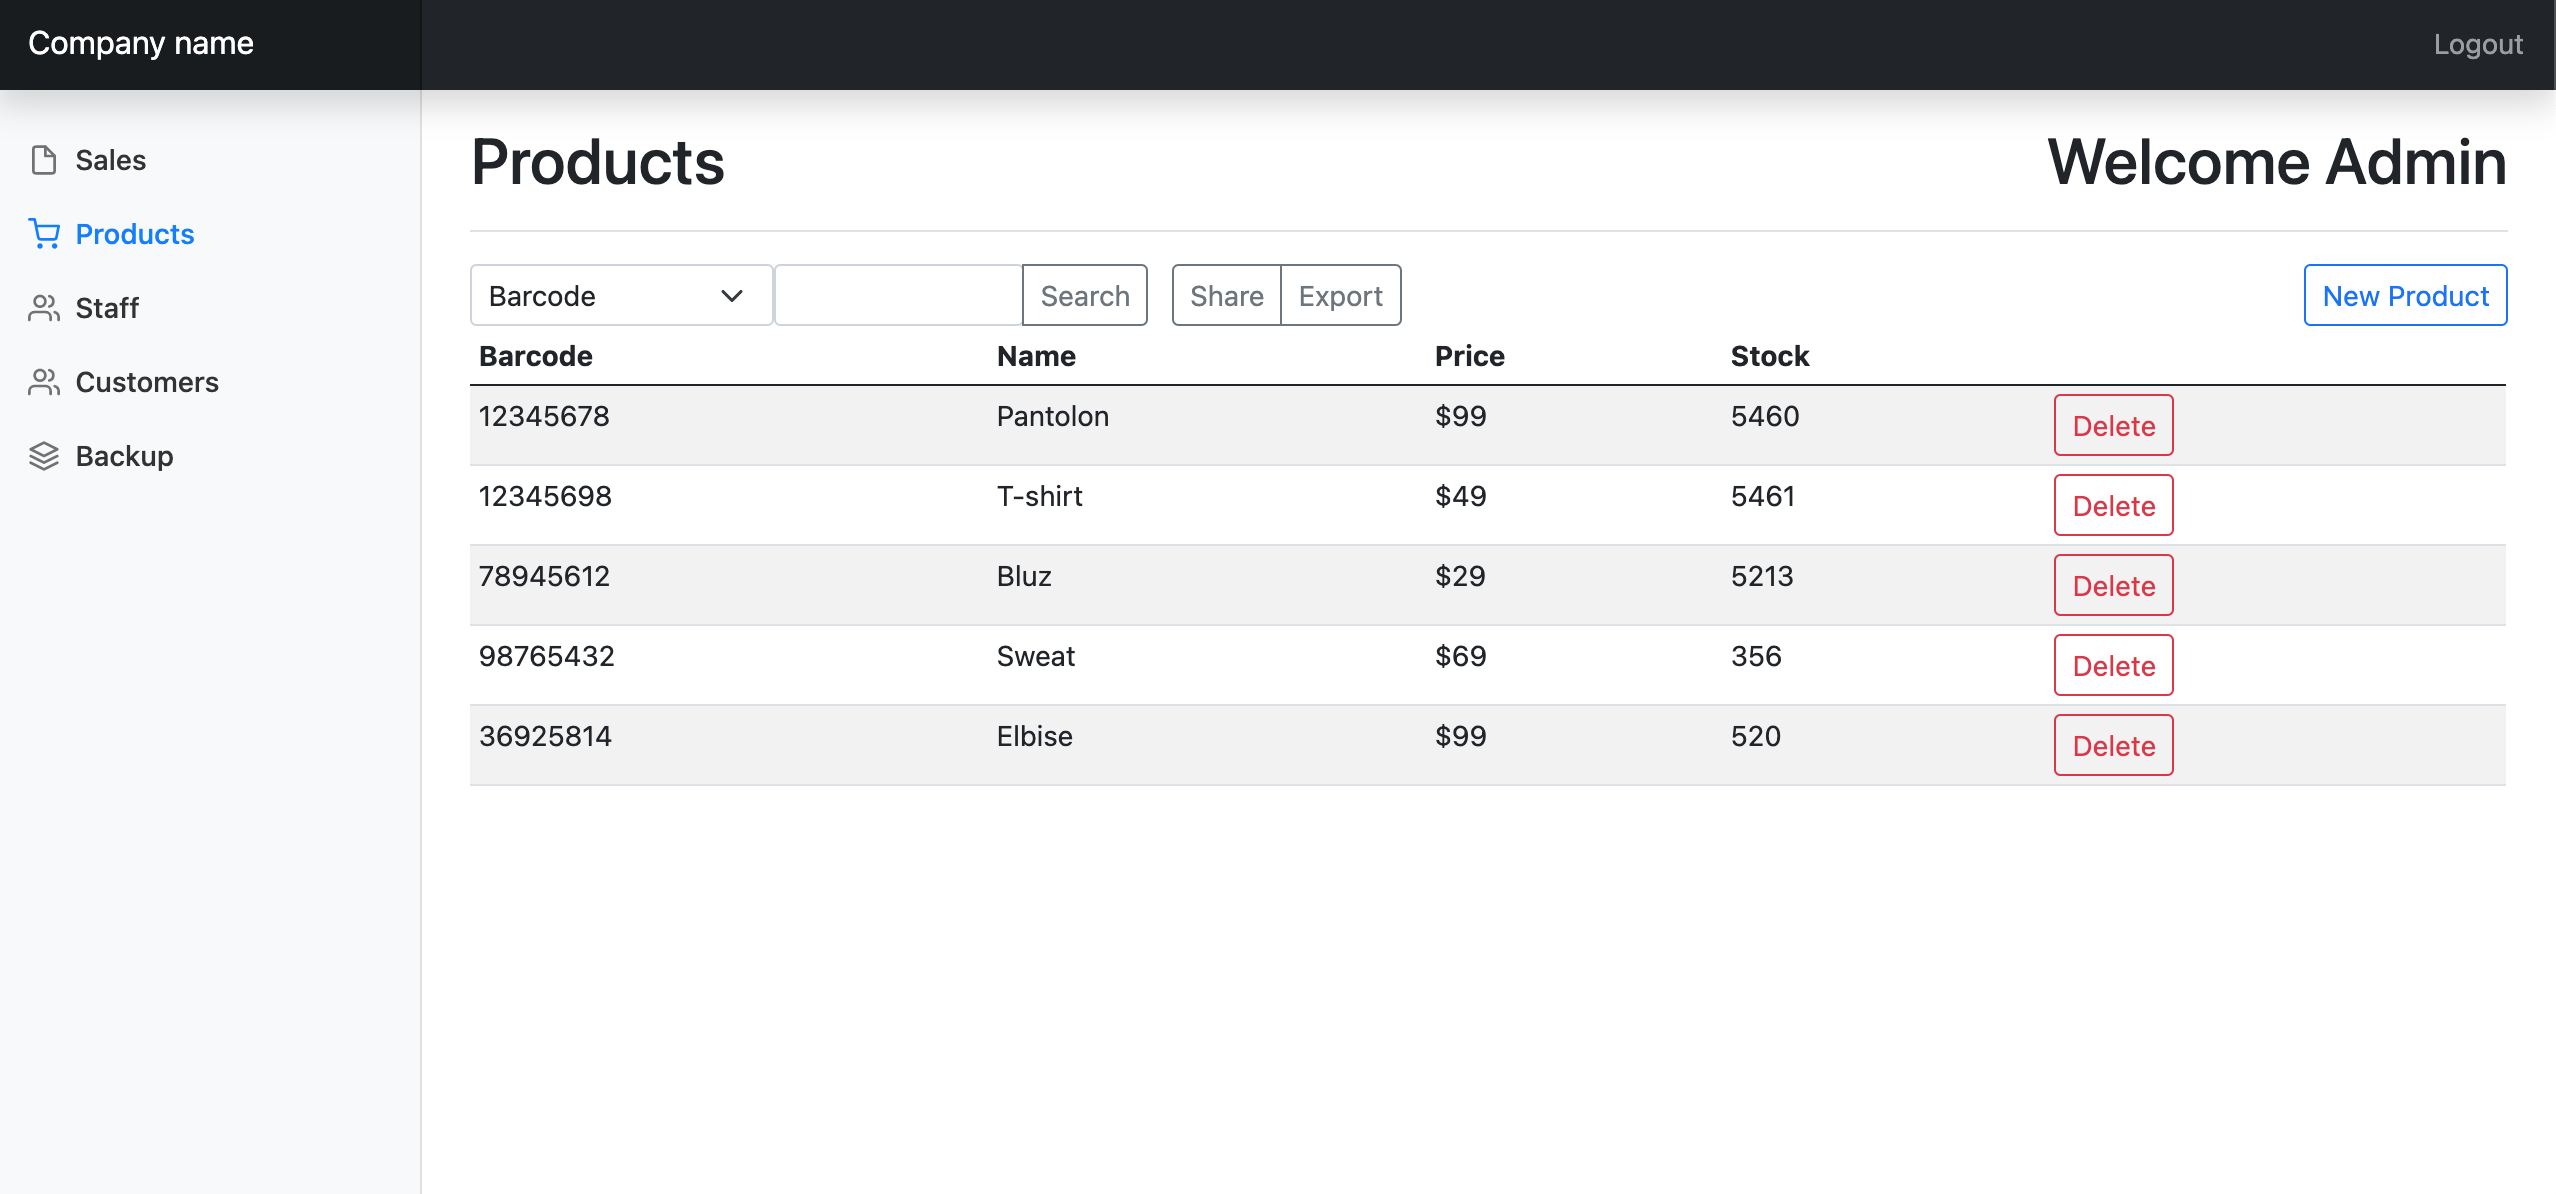 Company name
Logout
Sales
Products
Staff
Customers
Backup
Products
Welcome Admin
Barcode
Search
Share
Export
New Product
Barcode Name Price Stock
12345678 Pantolon $99 5460 Delete
12345698 T-shirt $49 5461 Delete
78945612 Bluz $29 5213 Delete
98765432 Sweat $69 356 Delete
36925814 Elbise $99 520 Delete